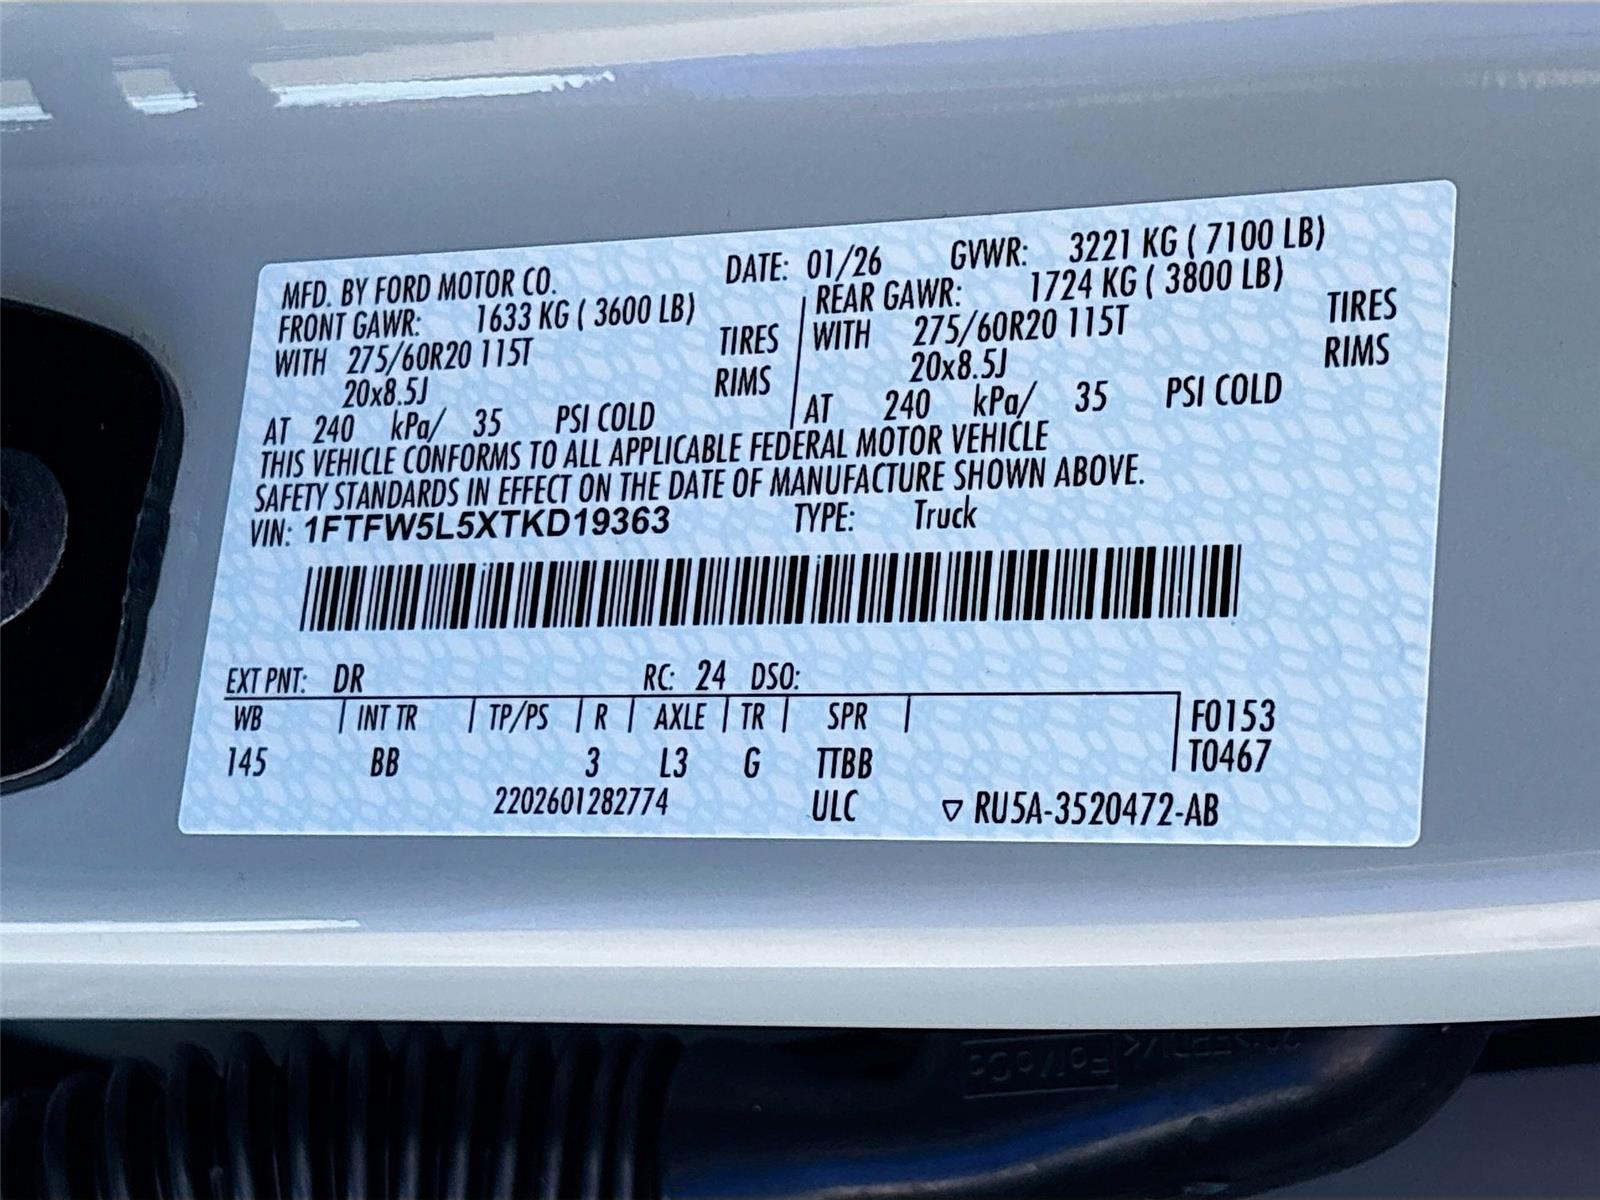 MFD. BY FORD MOTOR CO. DATE: 01/26 GVWR: 3221 KG ( 7100 LB)
FRONT GAWR: 1633 KG ( 3600 LB) REAR GAWR: 1724 KG ( 3800 LB)
WITH 275/60R20 115T TIRES WITH 275/60R20 115T TIRES
20x8.5J RIMS 20x8.5J RIMS
AT 240 kPa/ 35 PSI COLD AT 240 kPa/ 35 PSI COLD
THIS VEHICLE CONFORMS TO ALL APPLICABLE FEDERAL MOTOR VEHICLE
SAFETY STANDARDS IN EFFECT ON THE DATE OF MANUFACTURE SHOWN ABOVE.
VIN: 1FTFW5L5XTKD19363 TYPE: Truck
EXT PNT: DR RC: 24 DSO:
WB INT TR TP/PS R AXLE TR SPR F0153
145 BB 3 L3 G TTBB T0467
2202601282774 ULC ▽ RU5A-3520472-AB